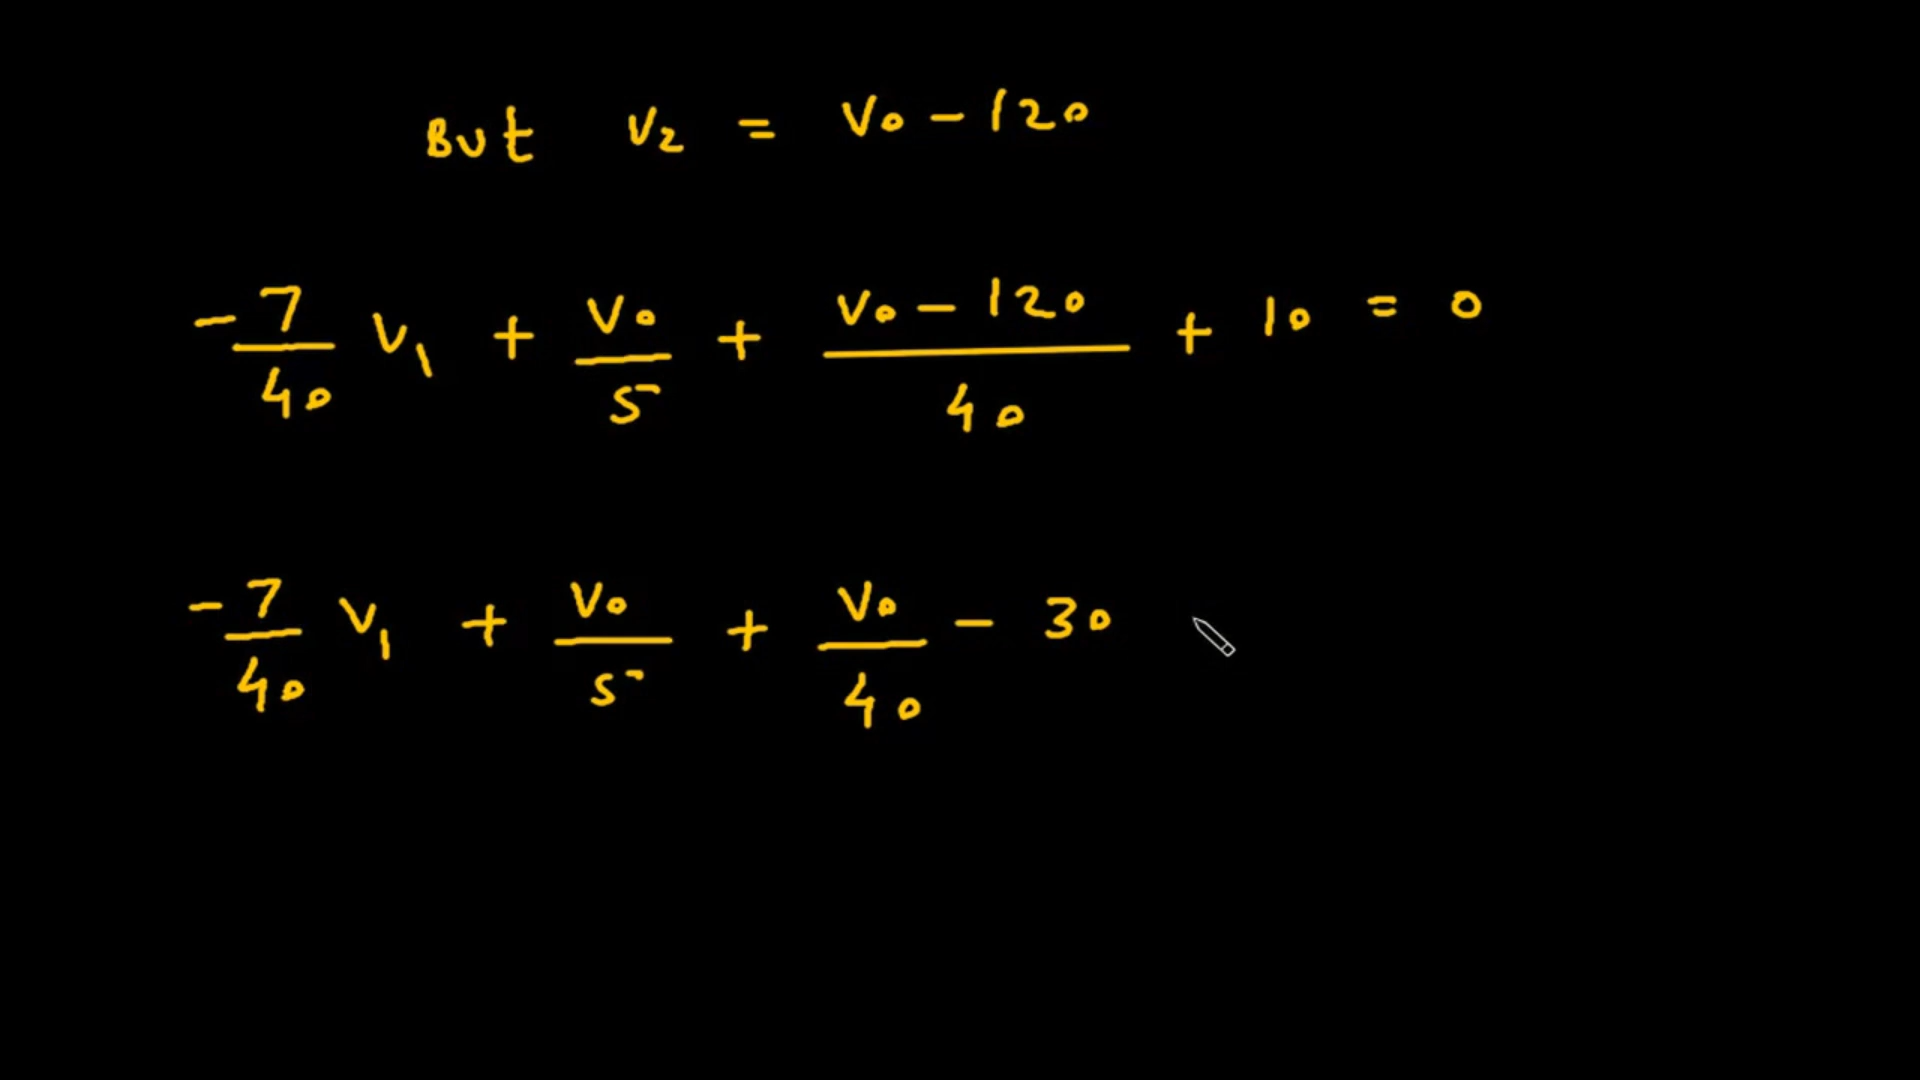 But V2 = Vo - 120
-7/40 V1 + Vo/5 + (Vo - 120)/40 + 10 = 0
-7/40 V1 + Vo/5 + Vo/40 - 30